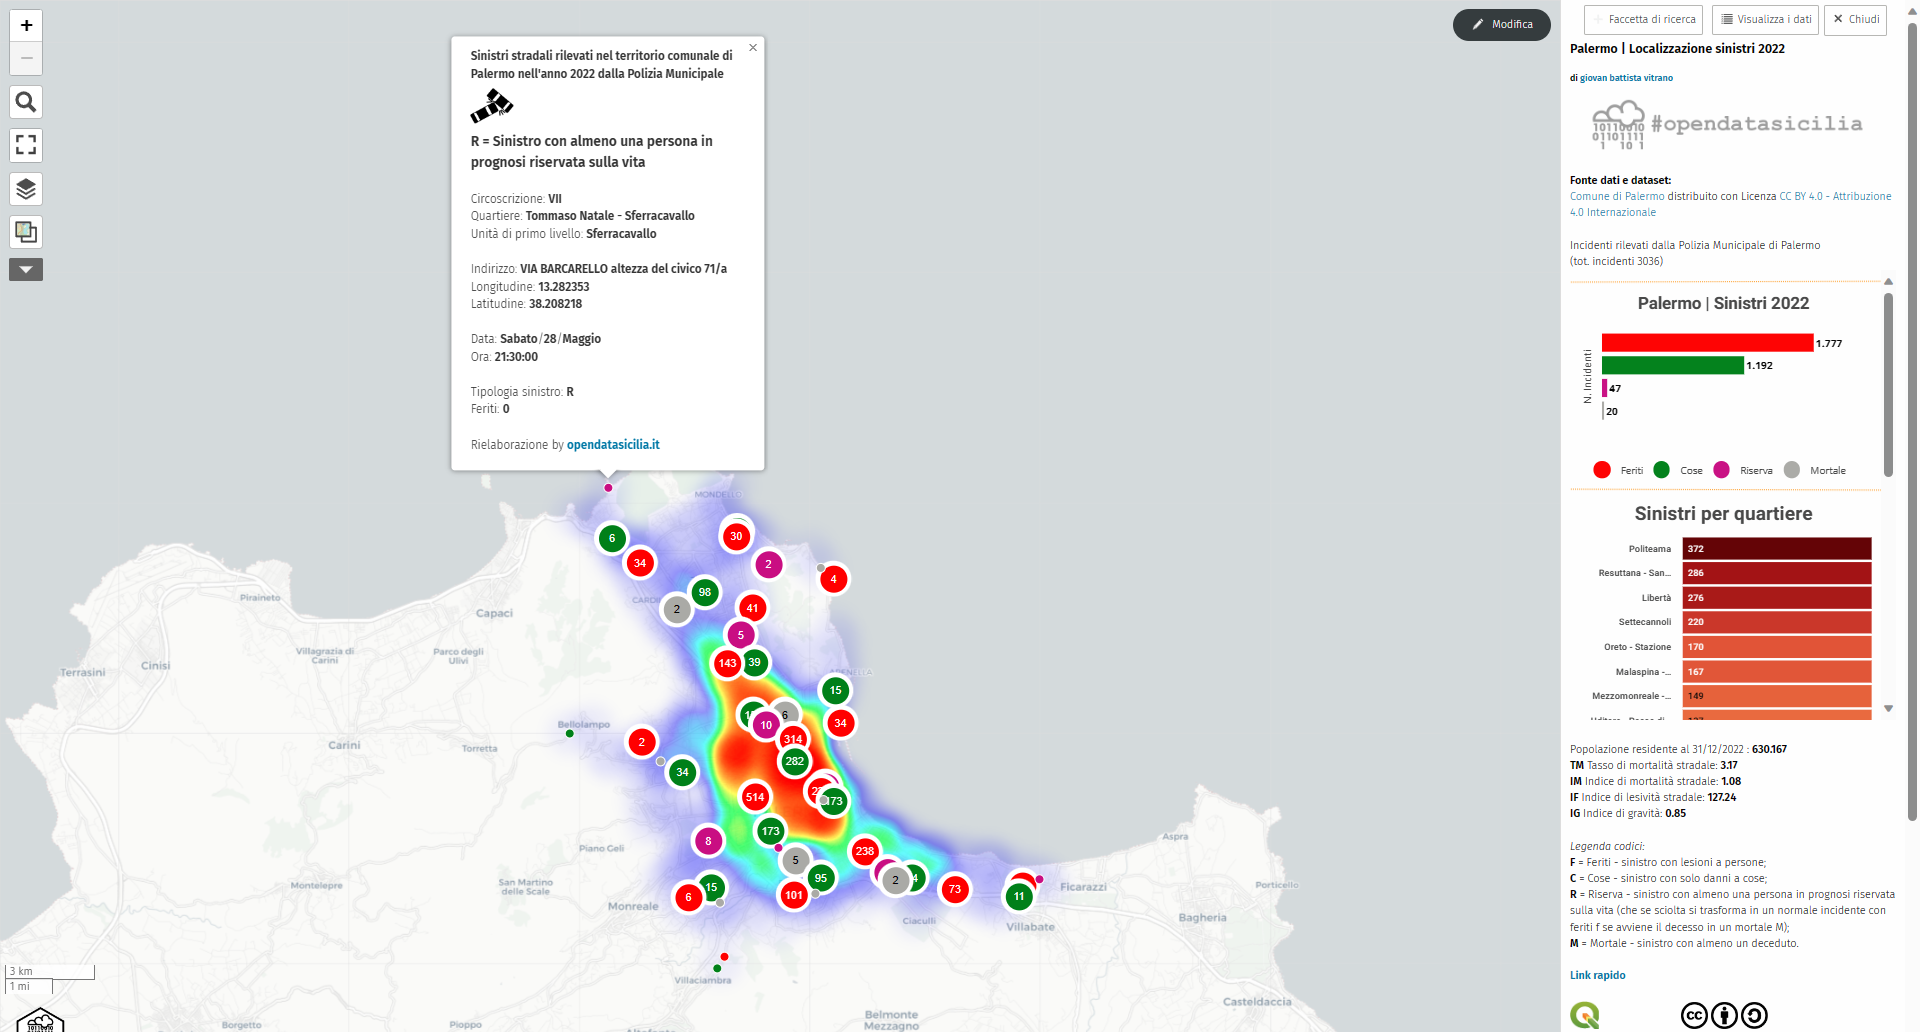 +
−
Modifica
Sinistri stradali rilevati nel territorio comunale di
Palermo nell'anno 2022 dalla Polizia Municipale
×
R = Sinistro con almeno una persona in
prognosi riservata sulla vita
Circoscrizione: VII
Quartiere: Tommaso Natale - Sferracavallo
Unità di primo livello: Sferracavallo
Indirizzo: VIA BARCARELLO altezza del civico 71/a
Longitudine: 13.282353
Latitudine: 38.208218
Data: Sabato/28/Maggio
Ora: 21:30:00
Tipologia sinistro: R
Feriti: 0
Rielaborazione by opendatasicilia.it
MONDELLO
6
30
34
2
4
98
2
41
5
143
39
15
10
6
34
314
2
282
34
514
173
173
8
5
238
95
2
4
73
101
15
6
11
Piraineto
Capaci
Villagrazia di
Carini
Parco degli
Ulivi
Terrasini
Cinisi
Bellolampo
Carini
Torretta
Piano Geli
Montelepre
San Martino
delle Scale
Monreale
Aspra
Ficarazzi
Porticello
Bagheria
Ciaculli
Villabate
Villaciambra
Casteldaccia
Borgetto
Pioppo
Belmonte
Mezzagno
3 km
1 mi
Faccetta di ricerca
Visualizza i dati
× Chiudi
Palermo | Localizzazione sinistri 2022
di giovan battista vitrano
10110010
01101111
1 10 1
#opendatasicilia
Fonte dati e dataset:
Comune di Palermo distribuito con Licenza CC BY 4.0 - Attribuzione
4.0 Internazionale
Incidenti rilevati dalla Polizia Municipale di Palermo
(tot. incidenti 3036)
Palermo | Sinistri 2022
N. Incidenti
1.777
1.192
47
20
Feriti
Cose
Riserva
Mortale
Sinistri per quartiere
Politeama 372
Resuttana - San... 286
Libertà 276
Settecannoli 220
Oreto - Stazione 170
Malaspina -... 167
Mezzomonreale -... 149
Popolazione residente al 31/12/2022 : 630.167
TM Tasso di mortalità stradale: 3.17
IM Indice di mortalità stradale: 1.08
IF Indice di lesività stradale: 127.24
IG Indice di gravità: 0.85
Legenda codici:
F = Feriti - sinistro con lesioni a persone;
C = Cose - sinistro con solo danni a cose;
R = Riserva - sinistro con almeno una persona in prognosi riservata
sulla vita (che se sciolta si trasforma in un normale incidente con
feriti f se avviene il decesso in un mortale M);
M = Mortale - sinistro con almeno un deceduto.
Link rapido
cc